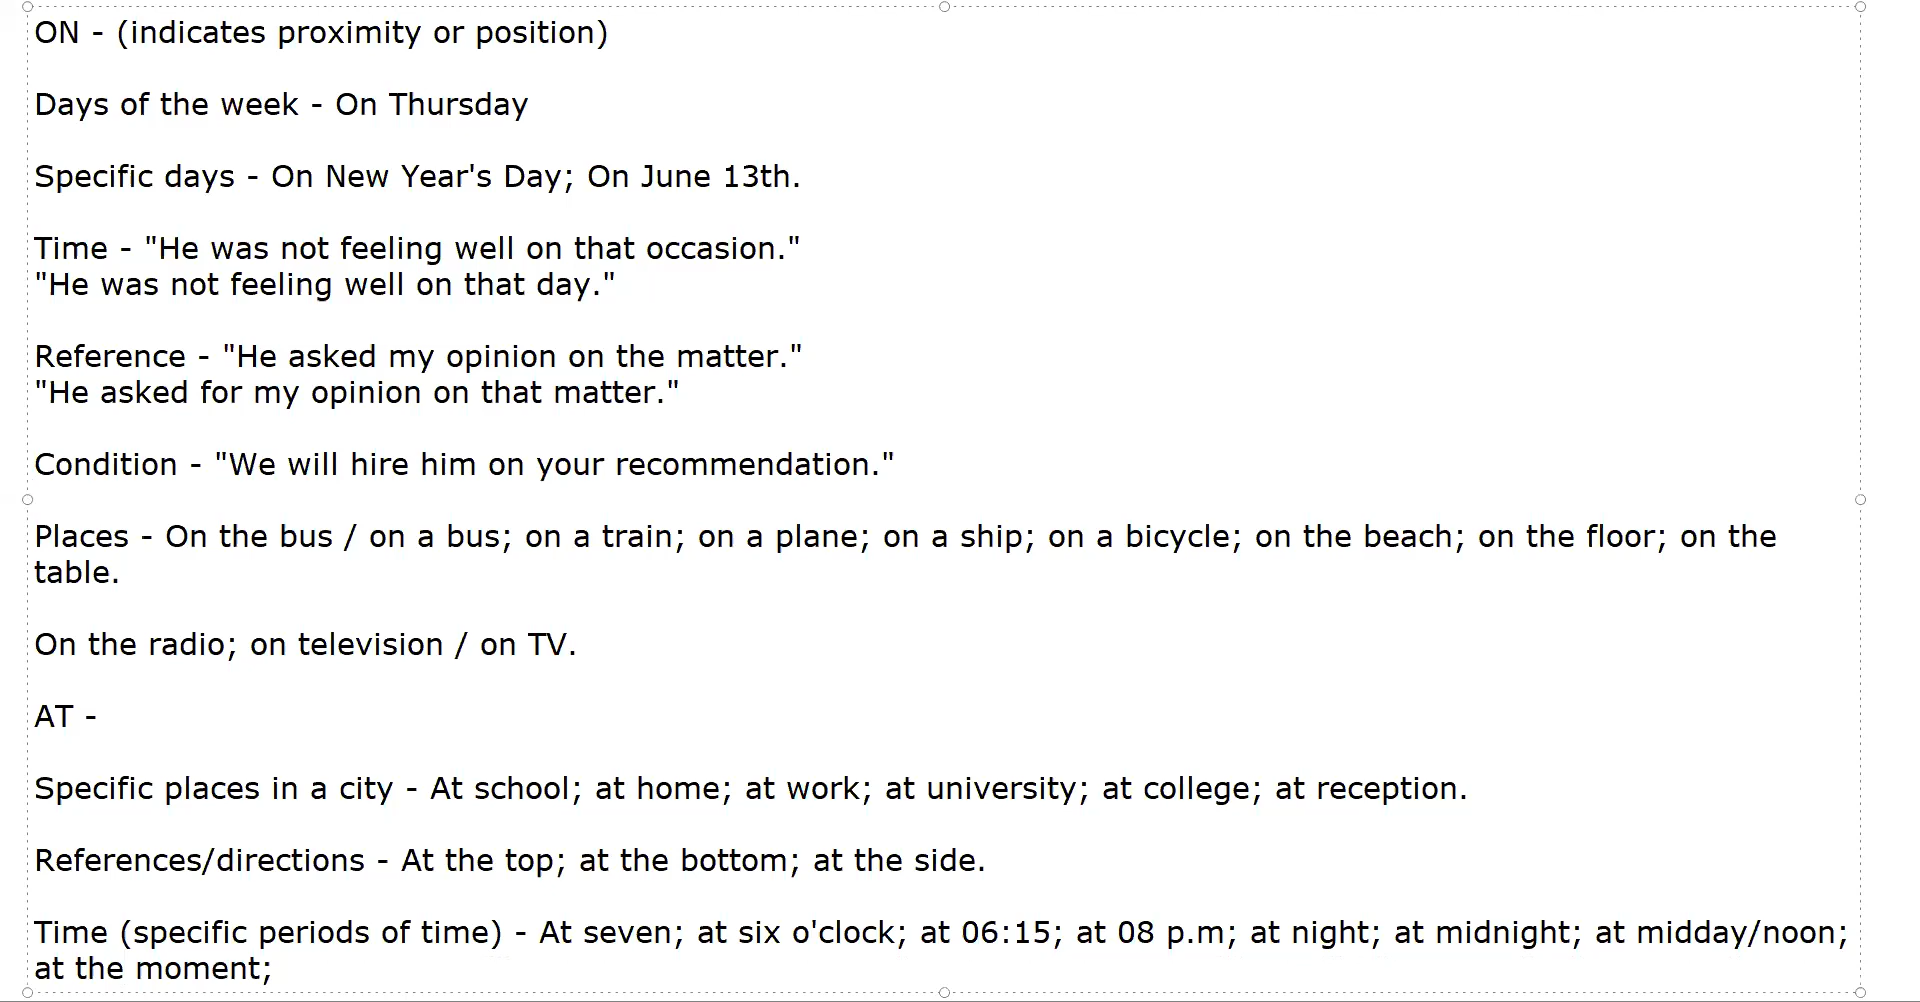 ON - (indicates proximity or position)
Days of the week - On Thursday
Specific days - On New Year's Day; On June 13th.
Time - "He was not feeling well on that occasion."
"He was not feeling well on that day."
Reference - "He asked my opinion on the matter."
"He asked for my opinion on that matter."
Condition - "We will hire him on your recommendation."
Places - On the bus / on a bus; on a train; on a plane; on a ship; on a bicycle; on the beach; on the floor; on the
table.
On the radio; on television / on TV.
AT -
Specific places in a city - At school; at home; at work; at university; at college; at reception.
References/directions - At the top; at the bottom; at the side.
Time (specific periods of time) - At seven; at six o'clock; at 06:15; at 08 p.m; at night; at midnight; at midday/noon;
at the moment;